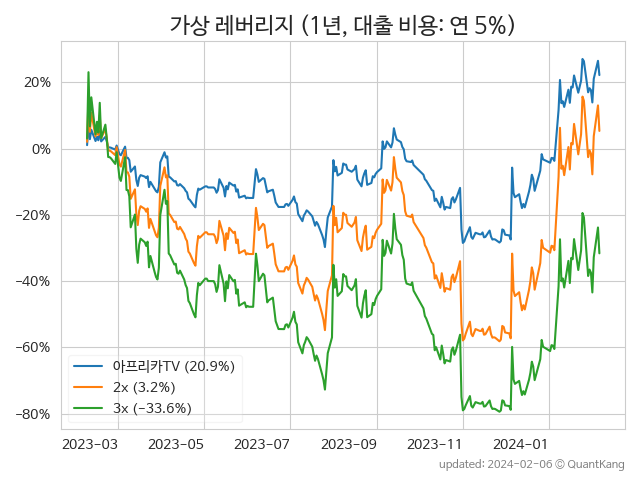 가상 레버리지 (1년, 대출 비용: 연 5%)
20%
0%
−20%
−40%
−60%
−80%
아프리카TV (20.9%)
2x (3.2%)
3x (−33.6%)
2023-03 2023-05 2023-07 2023-09 2023-11 2024-01
updated: 2024-02-06 © QuantKang